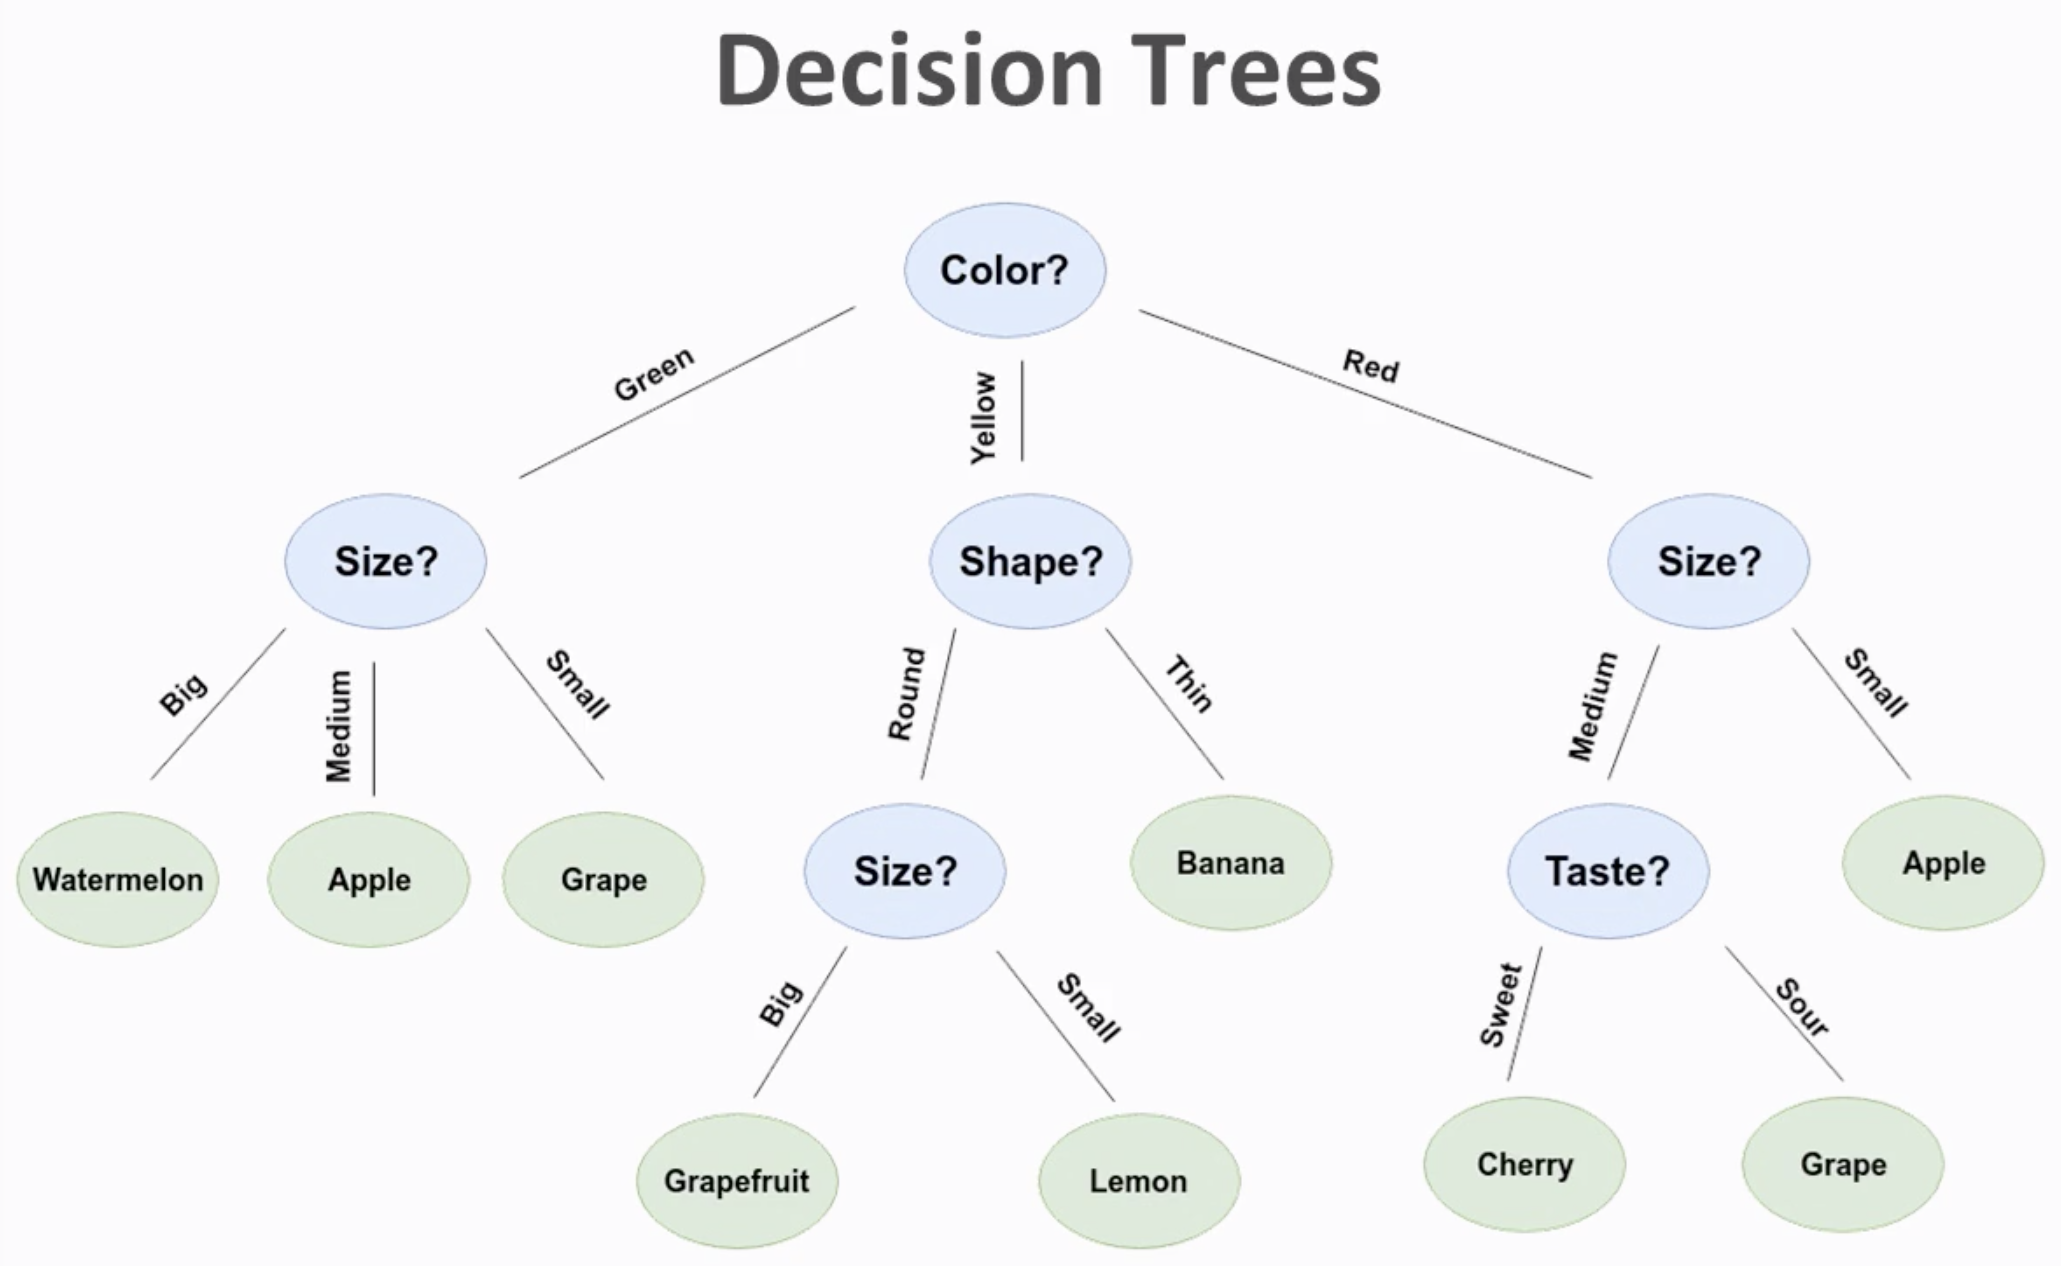 Decision Trees
Color?
Green
Yellow
Red
Size?
Shape?
Size?
Big
Medium
Small
Round
Thin
Medium
Small
Watermelon
Apple
Grape
Size?
Banana
Taste?
Apple
Big
Small
Sweet
Sour
Grapefruit
Lemon
Cherry
Grape